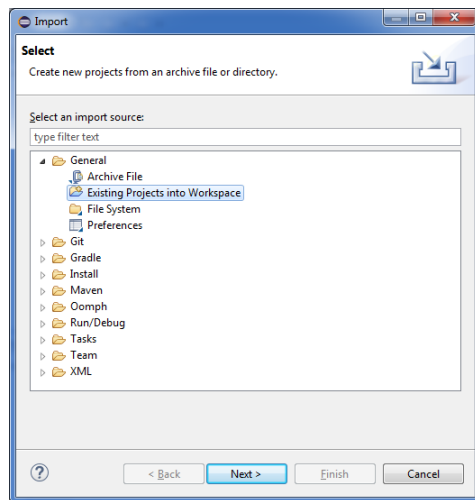 Import
Select
Create new projects from an archive file or directory.
Select an import source:
type filter text
General
Archive File
Existing Projects into Workspace
File System
Preferences
Git
Gradle
Install
Maven
Oomph
Run/Debug
Tasks
Team
XML
? < Back Next > Finish Cancel